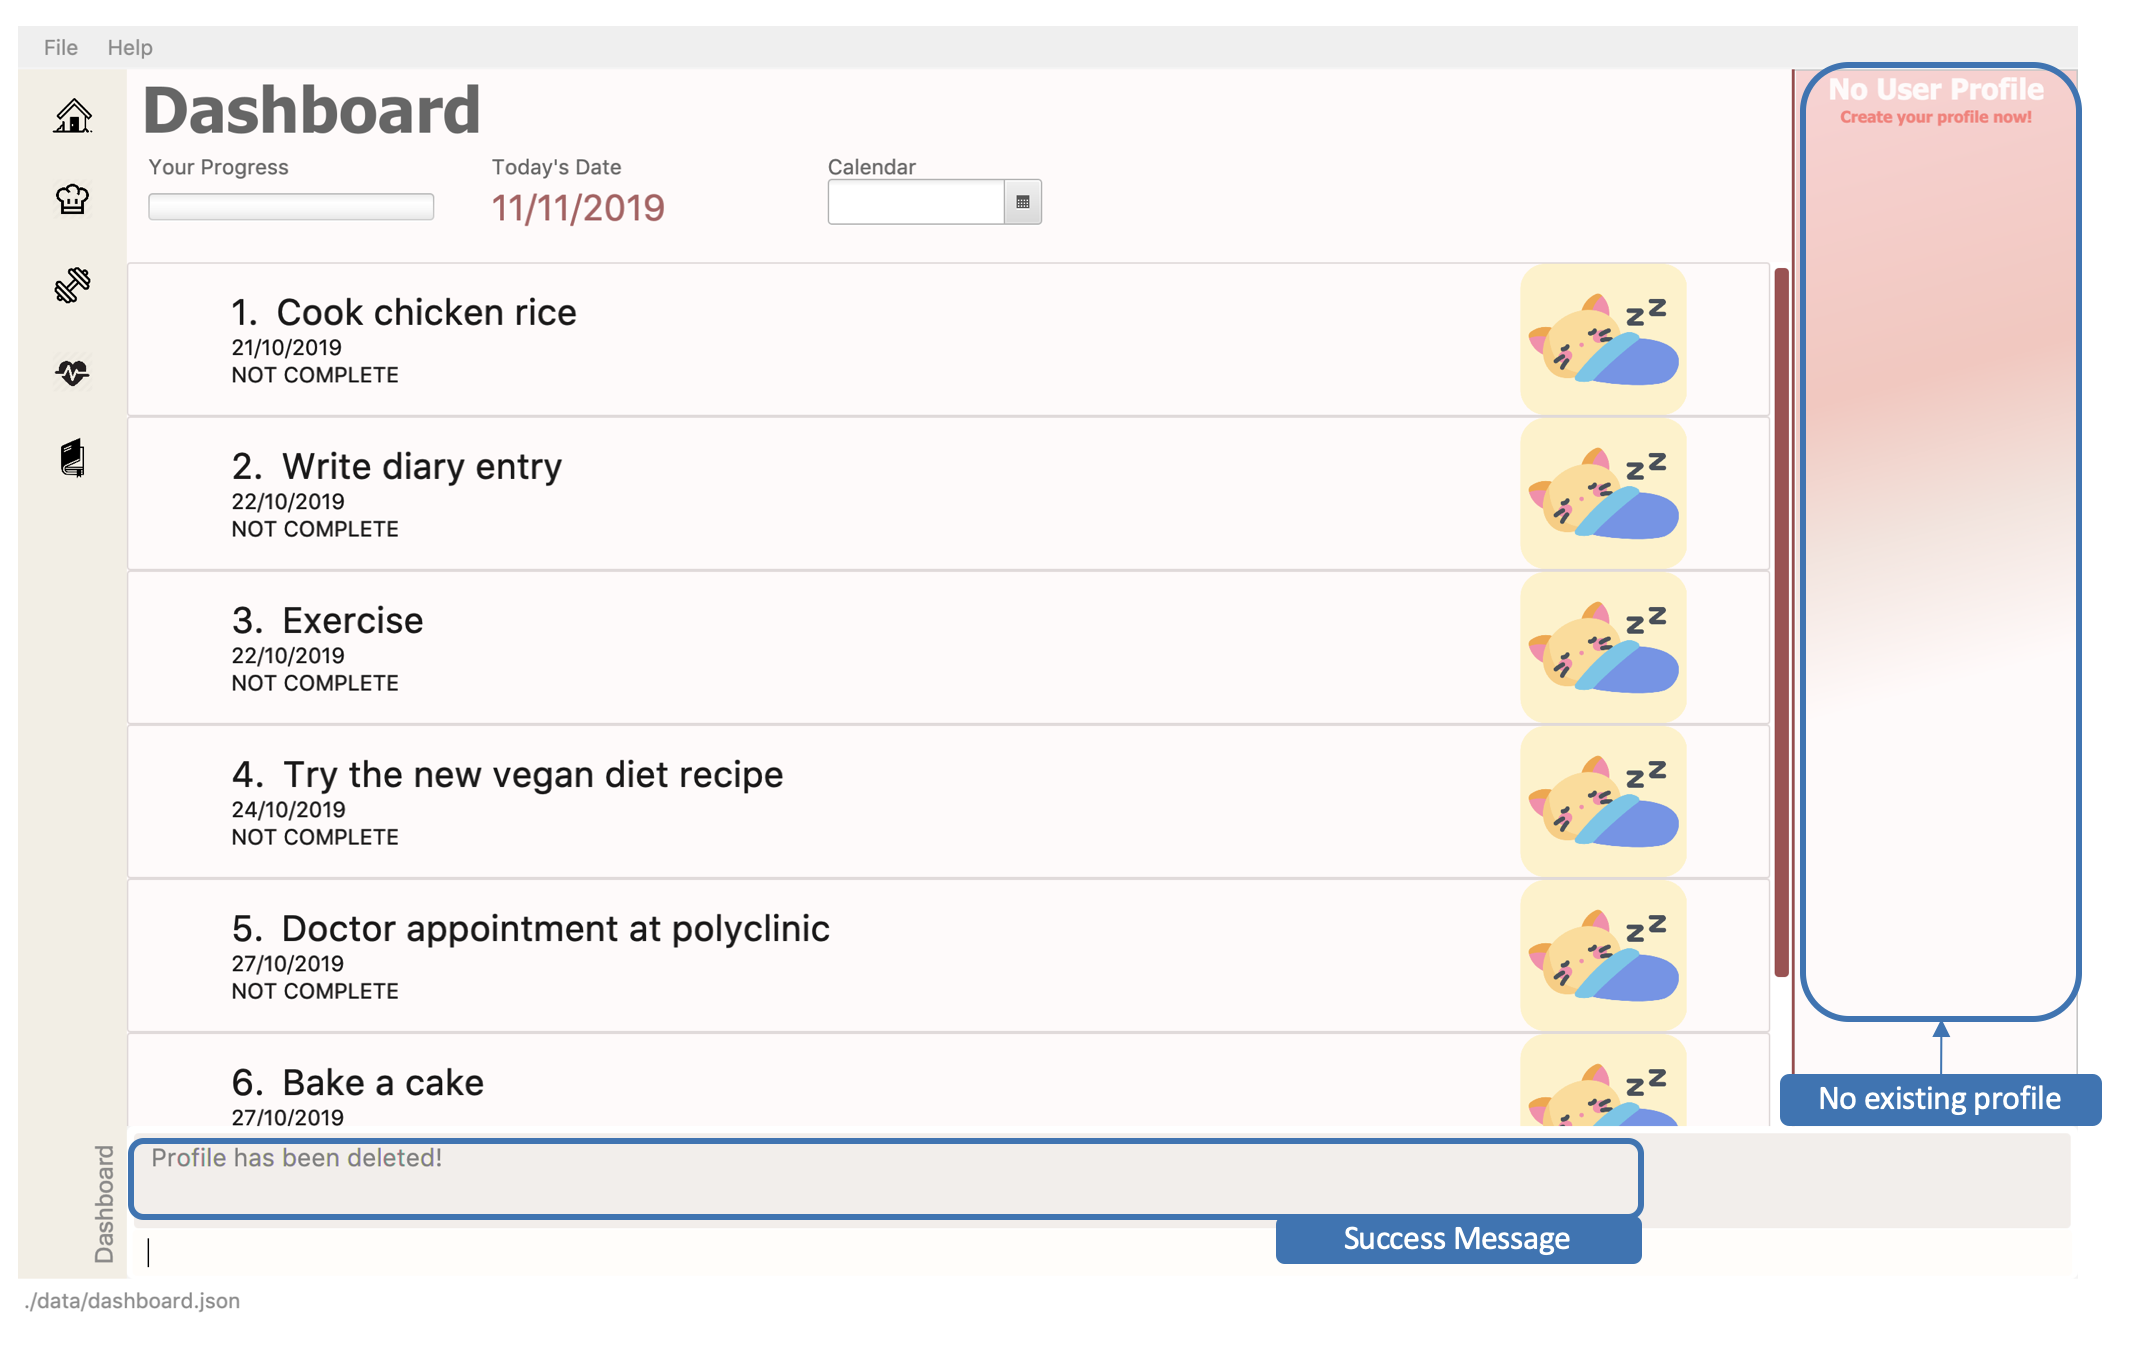 File Help
Dashboard
No User Profile
Create your profile now!
Your Progress
Today's Date
Calendar
11/11/2019
1. Cook chicken rice
21/10/2019
NOT COMPLETE
z z
2. Write diary entry
22/10/2019
NOT COMPLETE
z z
3. Exercise
22/10/2019
NOT COMPLETE
z z
4. Try the new vegan diet recipe
24/10/2019
NOT COMPLETE
z z
5. Doctor appointment at polyclinic
27/10/2019
NOT COMPLETE
z z
6. Bake a cake
27/10/2019
z z
No existing profile
Dashboard
Profile has been deleted!
Success Message
./data/dashboard.json